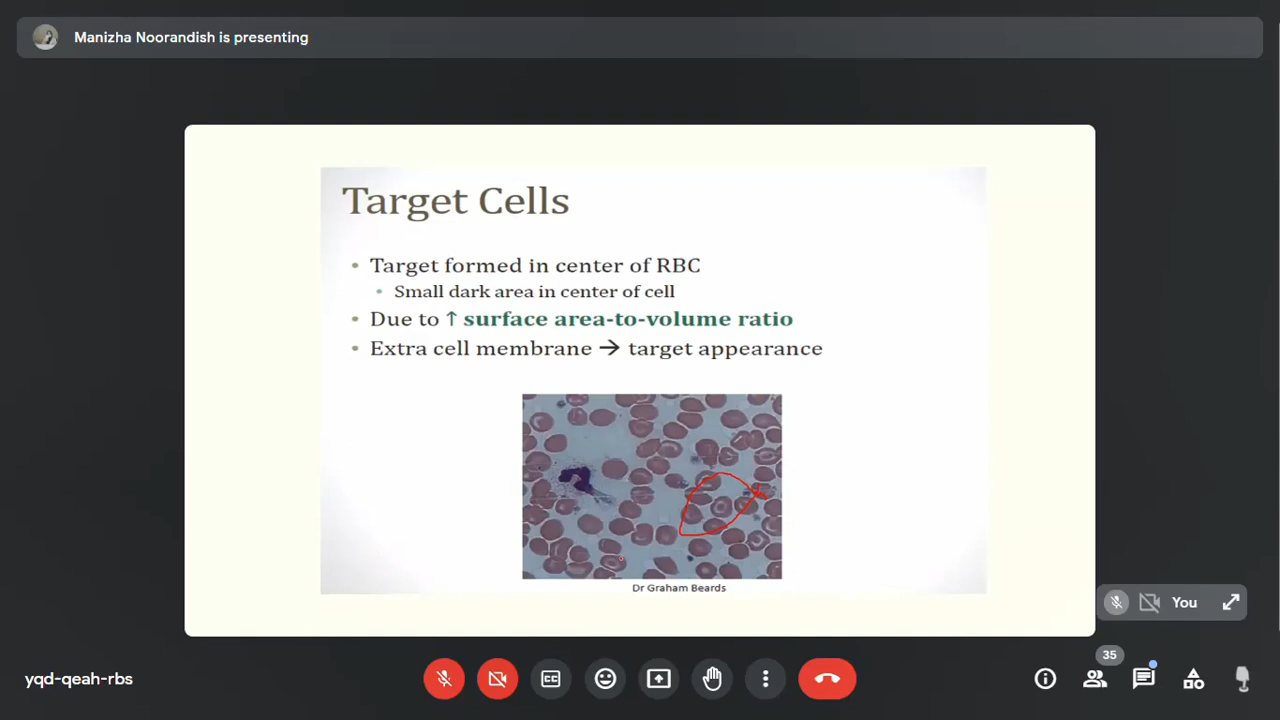 Manizha Noorandish is presenting
Target Cells
• Target formed in center of RBC
• Small dark area in center of cell
• Due to ↑ surface area-to-volume ratio
• Extra cell membrane → target appearance
Dr Graham Beards
You
35
yqd-qeah-rbs
CC